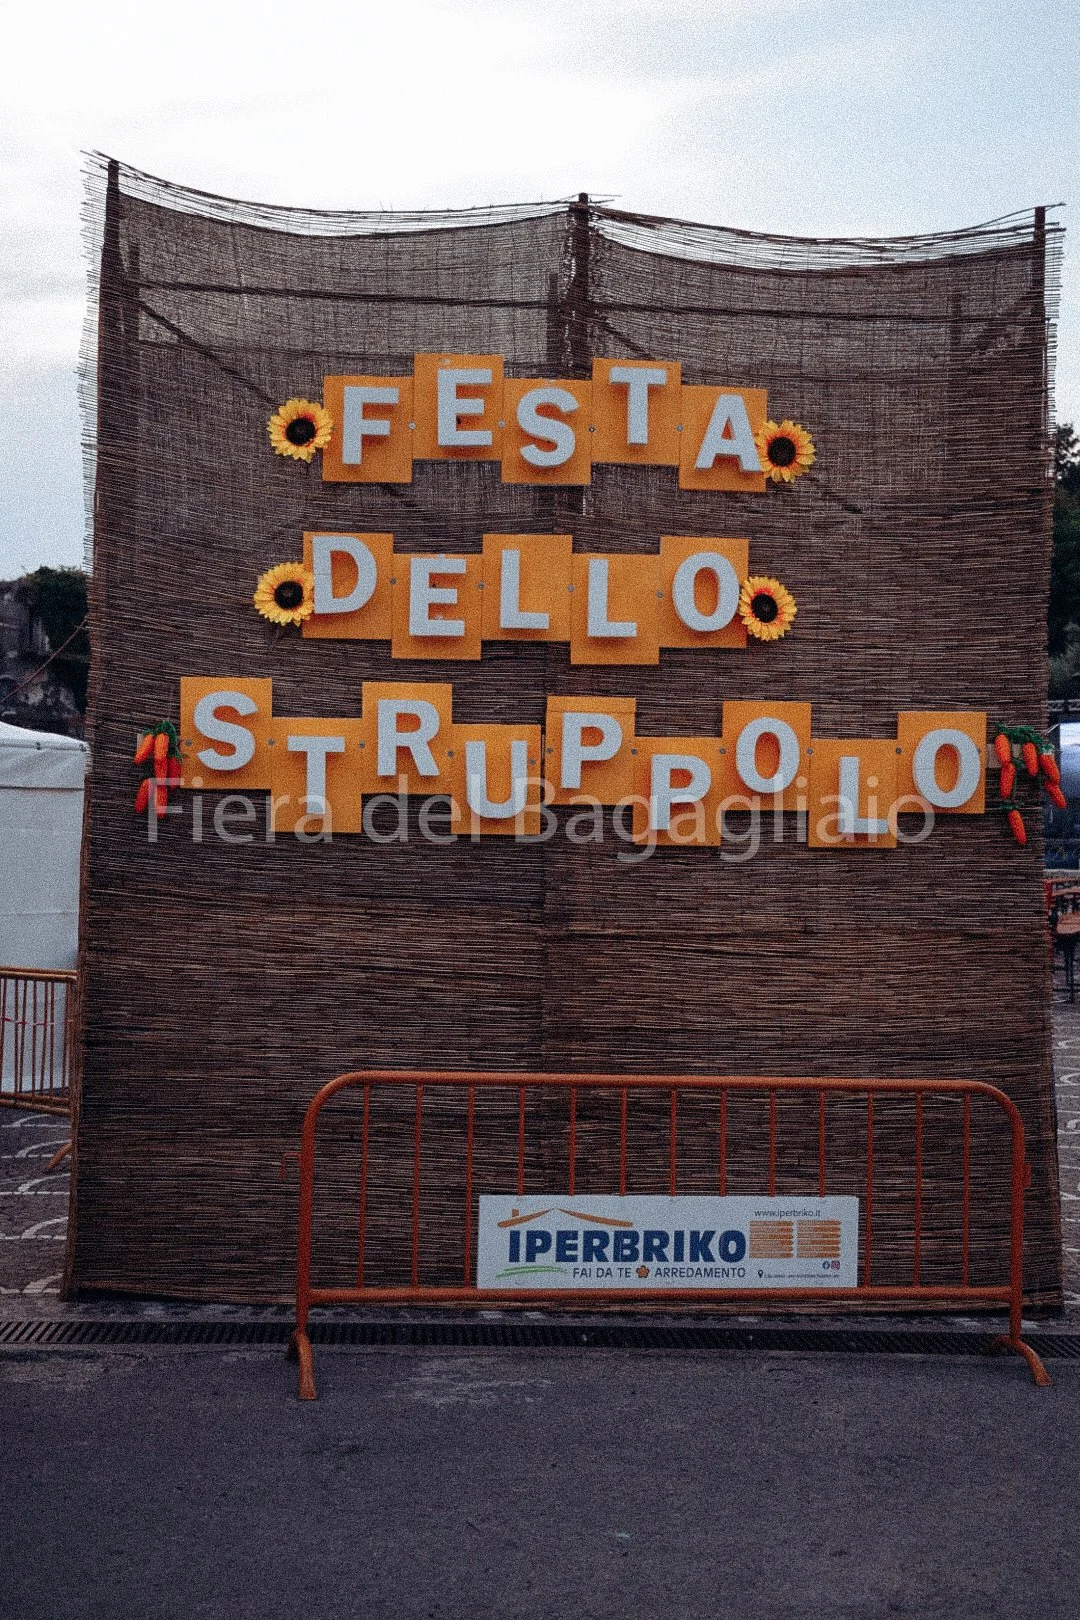 FESTA
DELLO
STRUPPOLO
Fiera del Bagagliaio
www.iperbriko.it
IPERBRIKO
FAI DA TE ARREDAMENTO